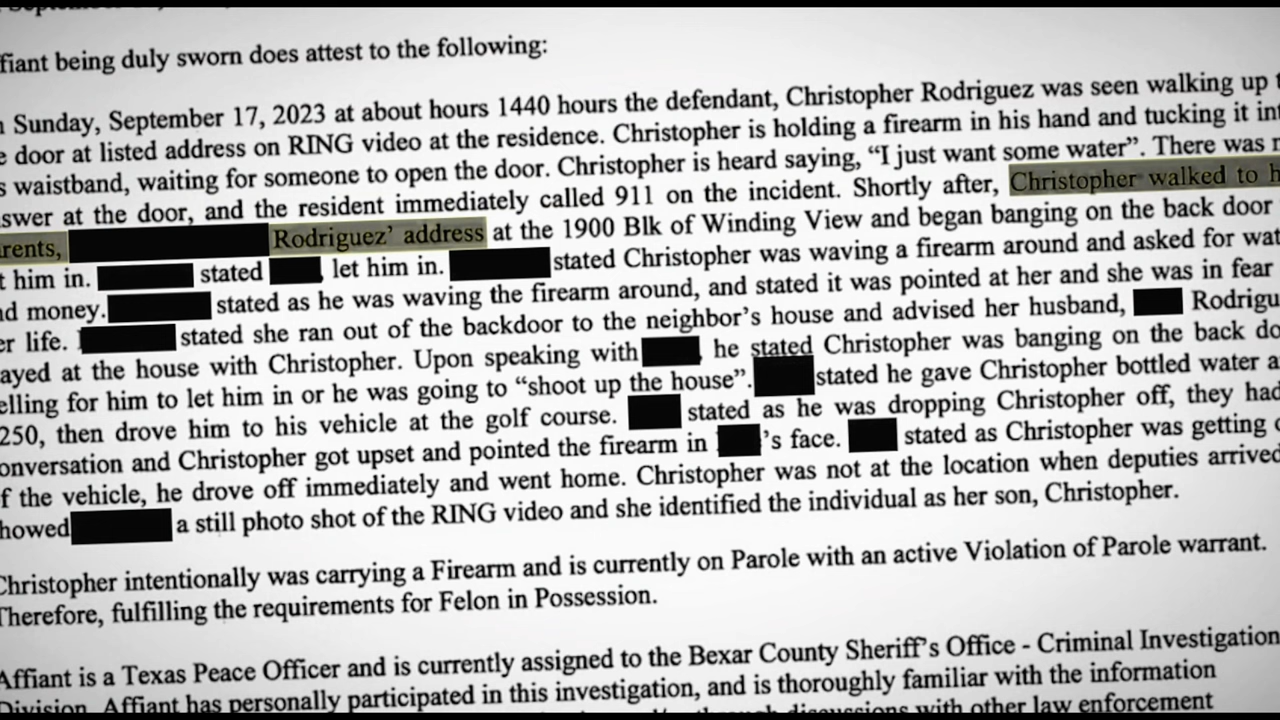 fiant being duly sworn does attest to the following:
Sunday, September 17, 2023 at about hours 1440 hours the defendant, Christopher Rodriguez was seen walking up
door at listed address on RING video at the residence. Christopher is holding a firearm in his hand and tucking it int
s waistband, waiting for someone to open the door. Christopher is heard saying, “I just want some water”. There was
swer at the door, and the resident immediately called 911 on the incident. Shortly after, Christopher walked to h
rents, Rodriguez’ address at the 1900 Blk of Winding View and began banging on the back door
t him in. stated let him in. stated Christopher was waving a firearm around and asked for wat
nd money. stated as he was waving the firearm around, and stated it was pointed at her and she was in fear
er life. stated she ran out of the backdoor to the neighbor’s house and advised her husband, Rodrigu
ayed at the house with Christopher. Upon speaking with , he stated Christopher was banging on the back do
elling for him to let him in or he was going to “shoot up the house”. stated he gave Christopher bottled water a
250, then drove him to his vehicle at the golf course. stated as he was dropping Christopher off, they had
onversation and Christopher got upset and pointed the firearm in ’s face. stated as Christopher was getting
f the vehicle, he drove off immediately and went home. Christopher was not at the location when deputies arrived
howed a still photo shot of the RING video and she identified the individual as her son, Christopher.
Christopher intentionally was carrying a Firearm and is currently on Parole with an active Violation of Parole warrant.
Therefore, fulfilling the requirements for Felon in Possession.
Affiant is a Texas Peace Officer and is currently assigned to the Bexar County Sheriff’s Office - Criminal Investigation
Division. Affiant has personally participated in this investigation, and is thoroughly familiar with the information
through discussions with other law enforcement